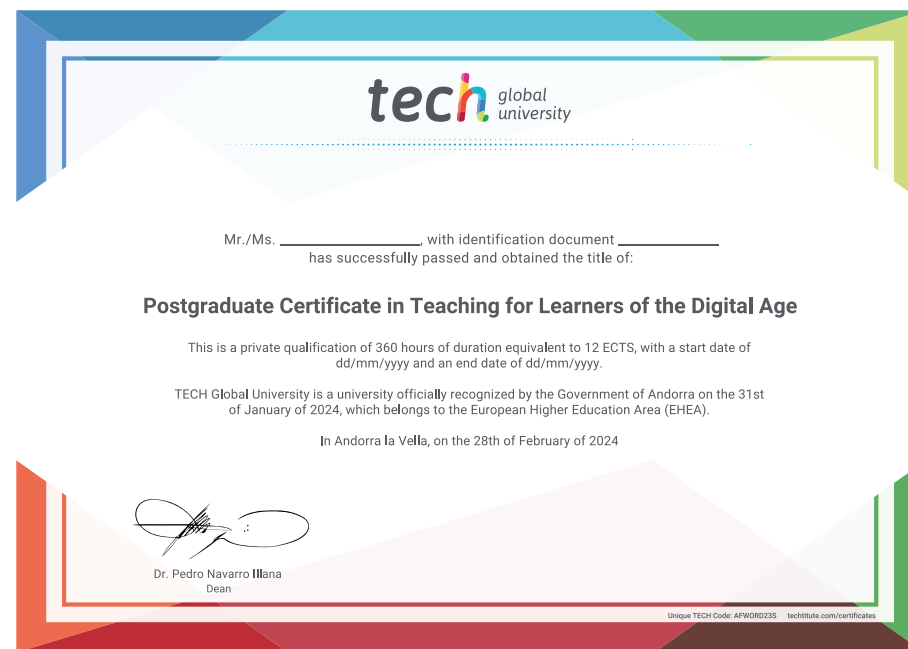 tech global university
Mr./Ms. ____________________, with identification document ______________
has successfully passed and obtained the title of:
Postgraduate Certificate in Teaching for Learners of the Digital Age
This is a private qualification of 360 hours of duration equivalent to 12 ECTS, with a start date of
dd/mm/yyyy and an end date of dd/mm/yyyy.
TECH Global University is a university officially recognized by the Government of Andorra on the 31st
of January of 2024, which belongs to the European Higher Education Area (EHEA).
In Andorra la Vella, on the 28th of February of 2024
Dr. Pedro Navarro Illana
Dean
Unique TECH Code: AFWORD23S techtitute.com/certificates